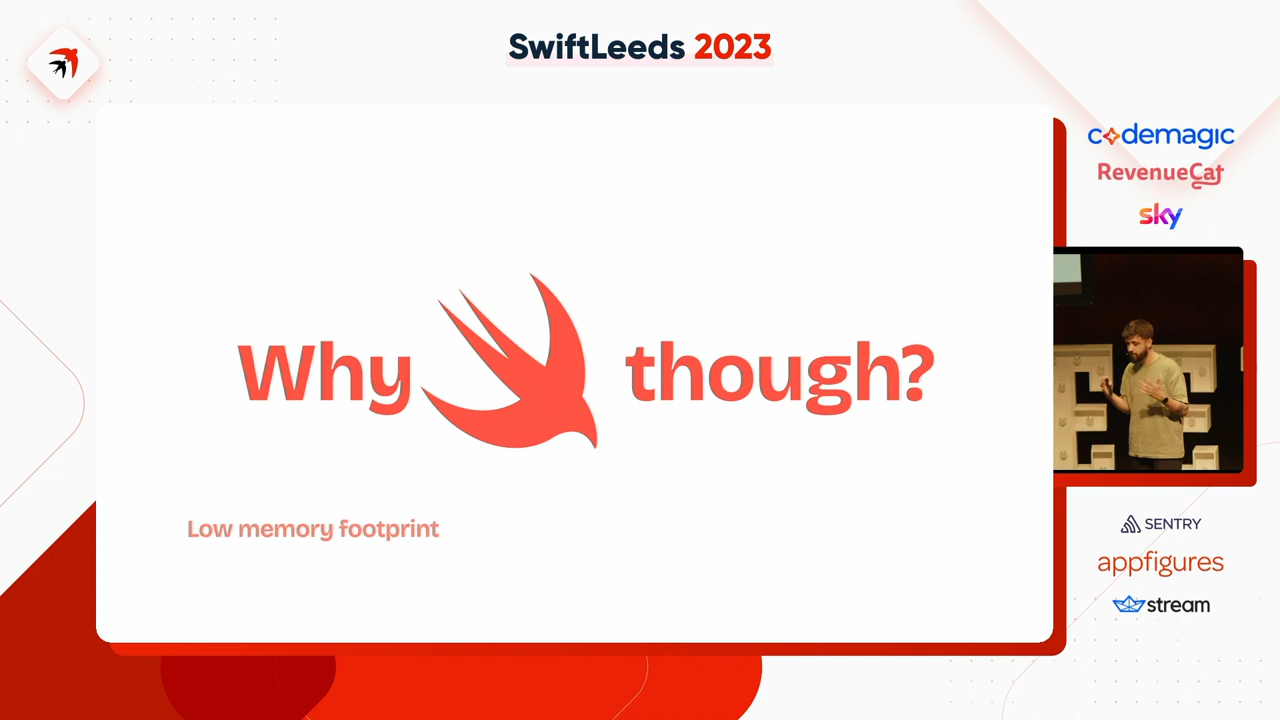 SwiftLeeds 2023
codemagic
RevenueCat
sky
Why though?
Low memory footprint
SENTRY
appfigures
stream